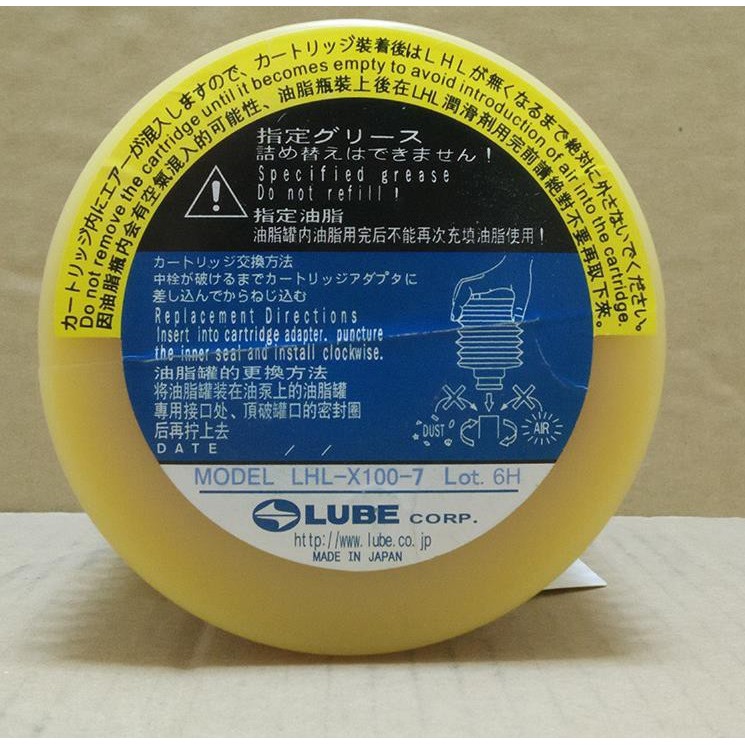 カートリッジ内にエアーが混入しますので、カートリッジ装着後はLHLが無くなるまで絶対に外さないでください。
Do not remove the cartridge until it becomes empty to avoid introduction of air into the cartridge.
因油脂瓶内会有空氣混入的可能性、油脂瓶裝上後在LHL潤滑劑用完前請絶對不要再取下來。
指定グリース
詰め替えはできません!
Specified grease
Do not refill!
指定油脂
油脂罐内油脂用完后不能再次充填油脂使用!
カートリッジ交換方法
中栓が破けるまでカートリッジアダプタに
差し込んでからねじ込む
Replacement Directions
Insert into cartridge adapter, puncture
the inner seal and install clockwise.
油脂罐的更換方法
将油脂罐装在油泵上的油脂罐
專用接口处、頂破罐口的密封圈
后再拧上去
DATE / /
DUST
AIR
MODEL LHL-X100-7 Lot. 6H
LUBE CORP.
http://www.lube.co.jp
MADE IN JAPAN